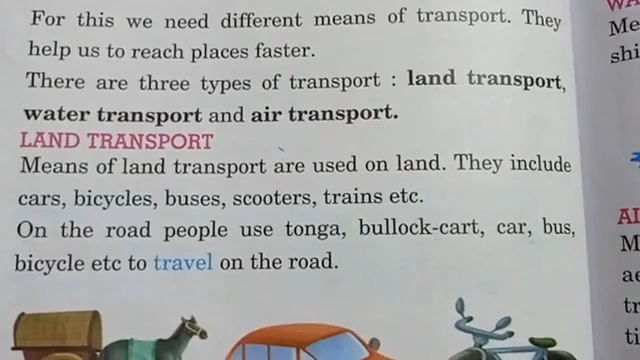 For this we need different means of transport. They
help us to reach places faster.
There are three types of transport : land transport,
water transport and air transport.
LAND TRANSPORT
Means of land transport are used on land. They include
cars, bicycles, buses, scooters, trains etc.
On the road people use tonga, bullock-cart, car, bus,
bicycle etc to travel on the road.